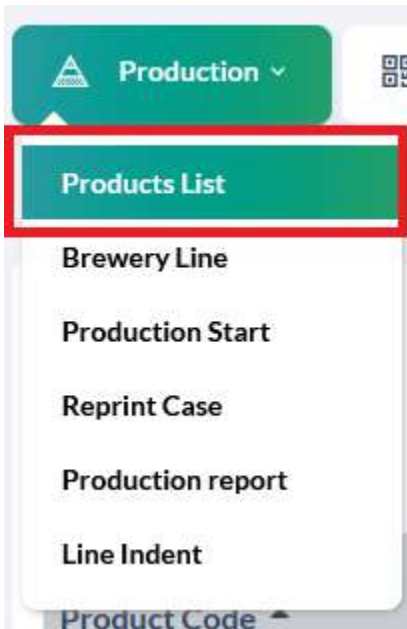 Production
Products List
Brewery Line
Production Start
Reprint Case
Production report
Line Indent
Product Code